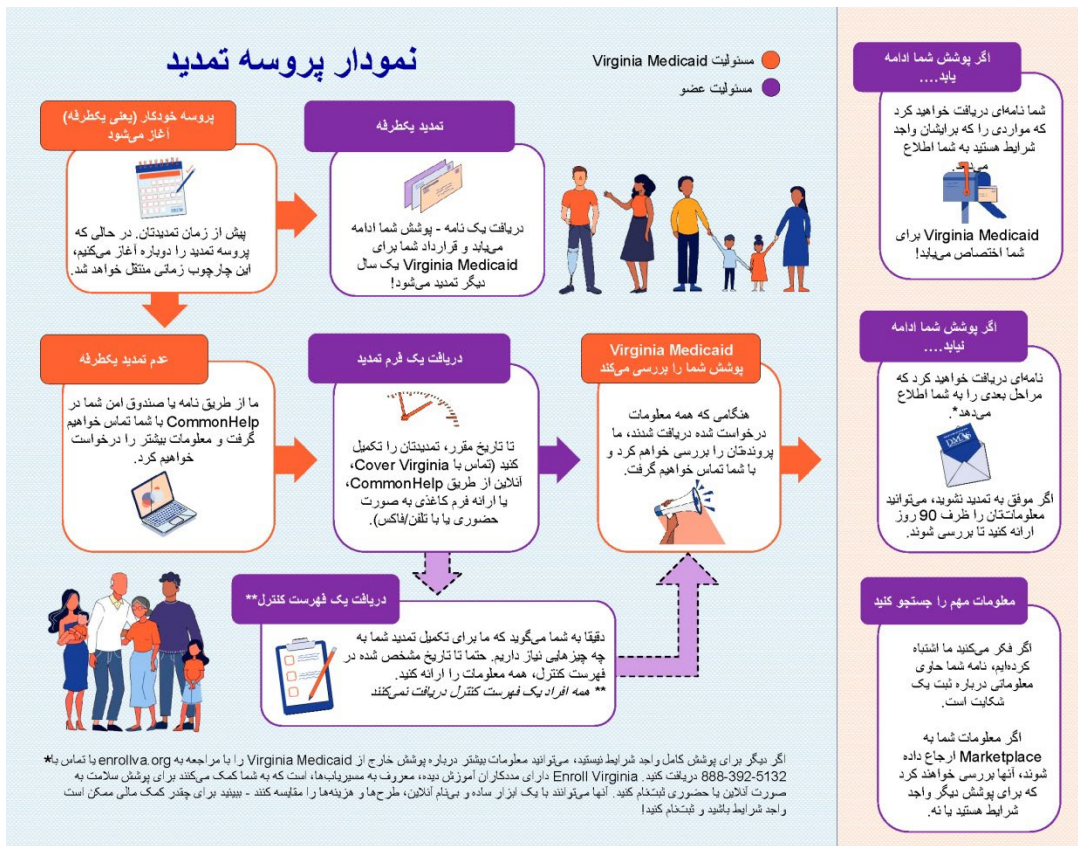 نمودار پروسه تمدید
مسئولیت Virginia Medicaid
مسئولیت عضو
پروسه خودکار (یعنی یکطرفه)
آغاز می‌شود
پیش از زمان تمدیدتان. در حالی که
پروسه تمدید را دوباره آغاز می‌کنیم،
این چارچوب زمانی منتقل خواهد شد.
تمدید یکطرفه
دریافت یک نامه - پوشش شما ادامه
می‌یابد و قرارداد شما برای
Virginia Medicaid یک سال
دیگر تمدید می‌شود!
عدم تمدید یکطرفه
ما از طریق نامه یا صندوق امن شما در
CommonHelp با شما تماس خواهیم
گرفت و معلومات بیشتر را درخواست
خواهیم کرد.
دریافت یک فرم تمدید
تا تاریخ مقرر، تمدیدتان را تکمیل
کنید (تماس با Cover Virginia،
آنلاین از طریق CommonHelp،
یا ارائه فرم کاغذی به صورت
حضوری یا با تلفن/فاکس).
Virginia Medicaid
پوشش شما را بررسی می‌کند
هنگامی که همه معلومات
درخواست شده دریافت شدند، ما
پرونده‌تان را بررسی خواهم کرد و
با شما تماس خواهیم گرفت.
دریافت یک فهرست کنترل**
دقیقا به شما می‌گوید که ما برای تکمیل تمدید شما به
چه چیزهایی نیاز داریم. حتما تا تاریخ مشخص شده در
فهرست کنترل، همه معلومات را ارائه کنید.
** همه افراد یک فهرست کنترل دریافت نمی‌کنند
اگر دیگر برای پوشش کامل واجد شرایط نیستید، می‌توانید معلومات بیشتر درباره پوشش خارج از Virginia Medicaid را با مراجعه به enrollva.org یا تماس با*
888-392-5132 دریافت کنید. Enroll Virginia دارای مددکاران آموزش دیده، معروف به مسیریاب‌ها، است که به شما کمک می‌کنند برای پوشش سلامت به
صورت آنلاین یا حضوری ثبت‌نام کنید. آنها می‌توانند با یک ابزار ساده و بی‌نام آنلاین، طرح‌ها و هزینه‌ها را مقایسه کنند - ببینید برای چقدر کمک مالی ممکن است
واجد شرایط باشید و ثبت‌نام کنید!
اگر پوشش شما ادامه
یابد....
شما نامه‌ای دریافت خواهید کرد
که مواردی را که برایشان واجد
شرایط هستید به شما اطلاع
می‌دهد.
Virginia Medicaid برای
شما اختصاص می‌یابد!
اگر پوشش شما ادامه
نیابد....
نامه‌ای دریافت خواهید کرد که
مراحل بعدی را به شما اطلاع
می‌دهد*.
DMAS
اگر موفق به تمدید نشوید، می‌توانید
معلومات‌تان را ظرف 90 روز
ارائه کنید تا بررسی شوند.
معلومات مهم را جستجو کنید
اگر فکر می‌کنید ما اشتباه
کرده‌ایم، نامه شما حاوی
معلوماتی درباره ثبت یک
شکایت است.
اگر معلومات شما به
Marketplace ارجاع داده
شوند، آنها بررسی خواهند کرد
که برای پوشش دیگر واجد
شرایط هستید یا نه.